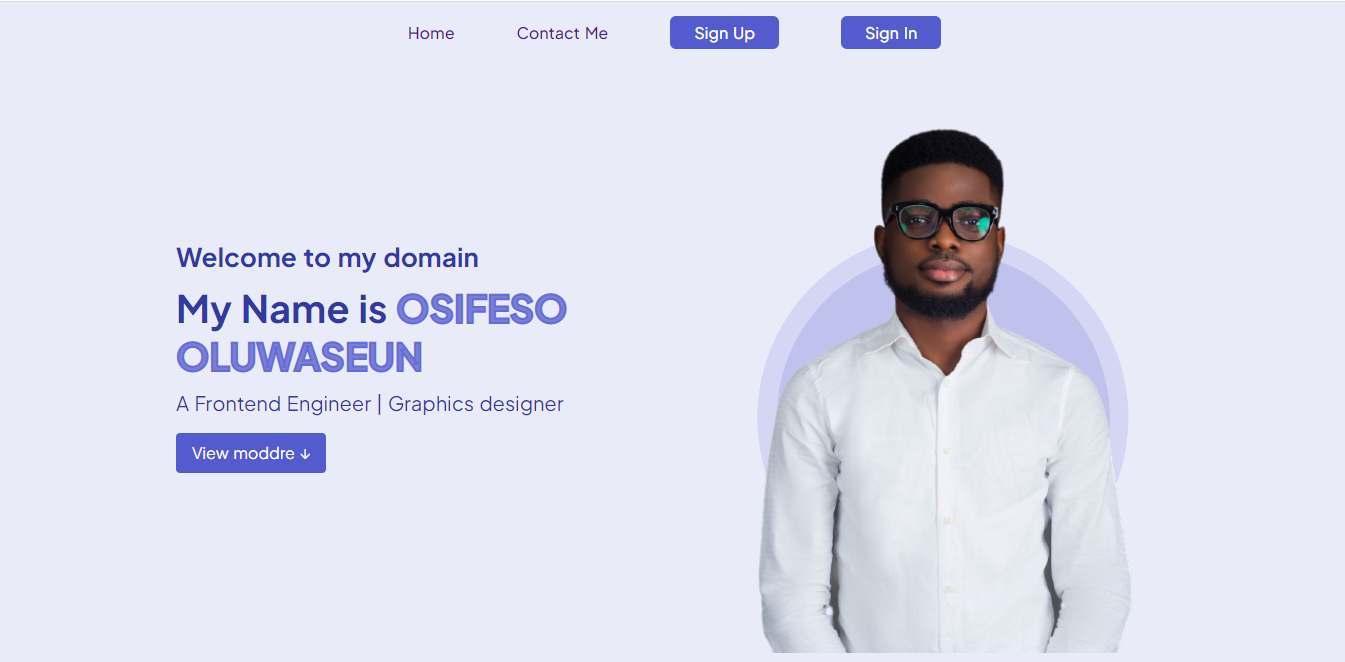 Home Contact Me Sign Up Sign In
Welcome to my domain
My Name is OSIFESO
OLUWASEUN
A Frontend Engineer | Graphics designer
View moddre ↓